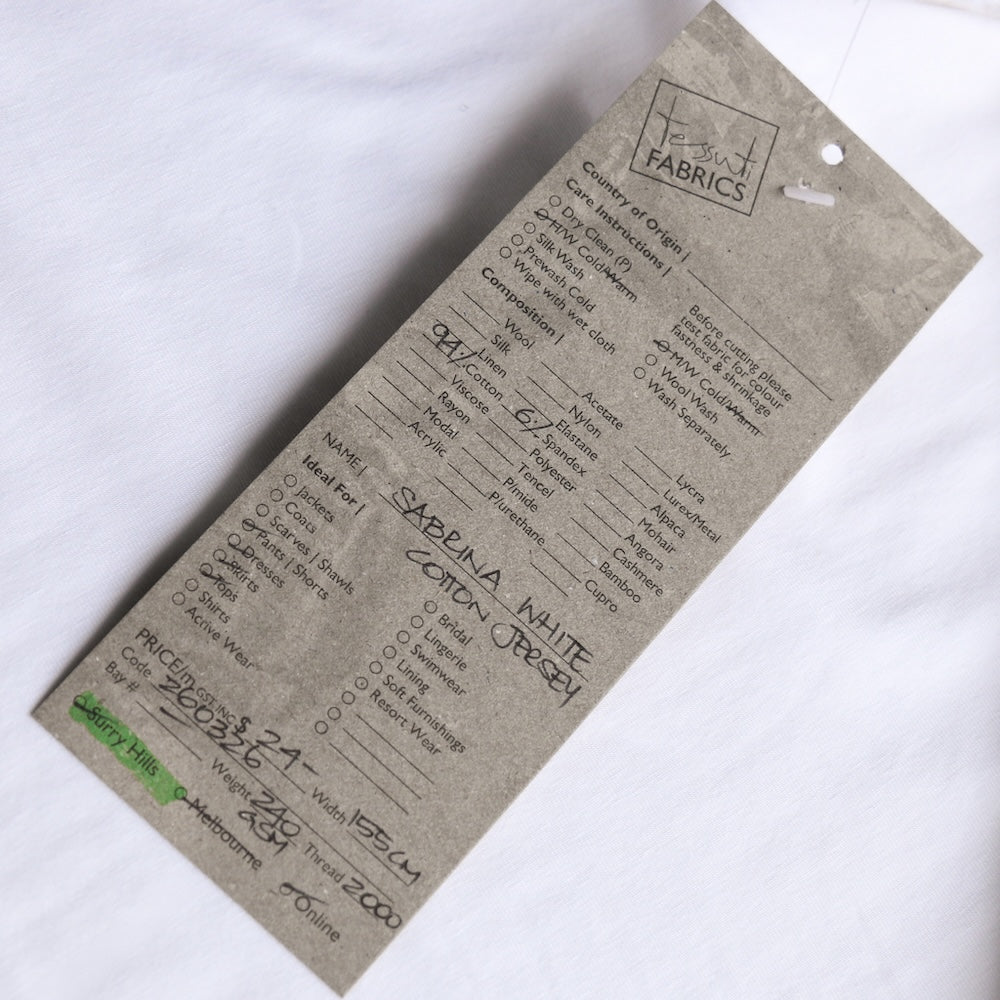 tessuti
FABRICS
Country of Origin |
Care Instructions |
Dry Clean (P)
H/W Cold/Warm
Silk Wash
Prewash Cold
Wipe with wet cloth
Before cutting please
test fabric for colour
fastness & shrinkage
M/W Cold/Warm
Wool Wash
Wash Separately
Composition |
Wool
Silk
Linen
94% Cotton
Viscose
Rayon
Modal
Acrylic
Acetate
Nylon
Elastane
6% Spandex
Polyester
Tencel
P/mide
P/urethane
Lycra
Lurex/Metal
Alpaca
Mohair
Angora
Cashmere
Bamboo
Cupro
NAME | SABRINA WHITE
COTTON JERSEY
Ideal For |
Jackets
Coats
Scarves | Shawls
Pants | Shorts
Dresses
Skirts
Tops
Shirts
Active Wear
Bridal
Lingerie
Swimwear
Lining
Soft Furnishings
Resort Wear
PRICE/m GST INC $ 24-
Code 260326 Width 155cm
Bay # Weight 240 GSM Thread 2000
Surry Hills Melbourne Online